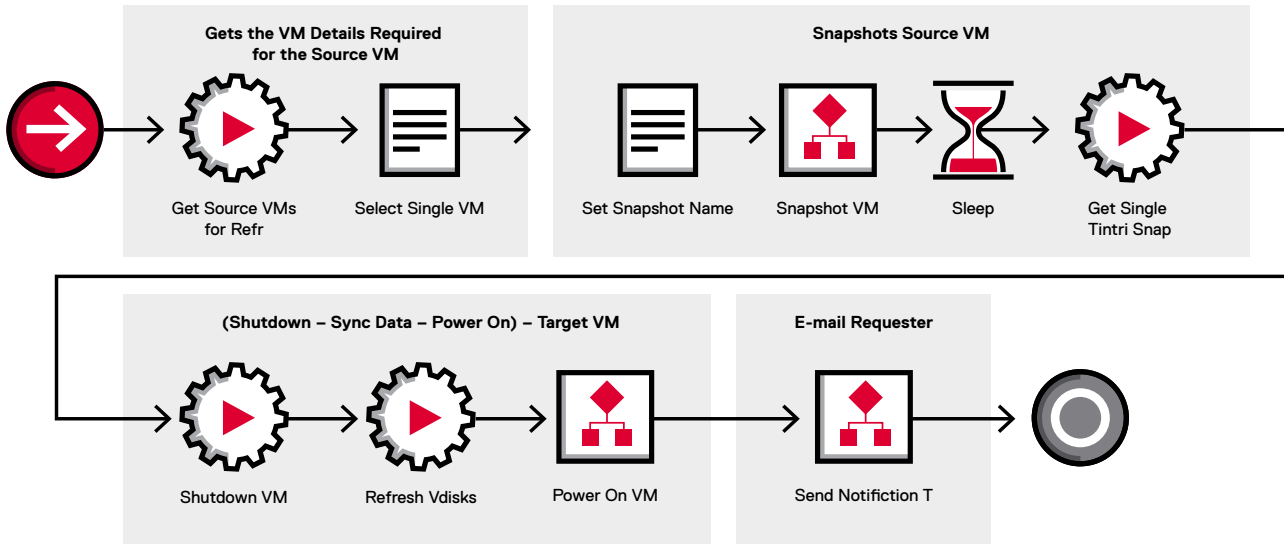 Gets the VM Details Required
for the Source VM
Snapshots Source VM
Get Source VMs
for Refr
Select Single VM
Set Snapshot Name
Snapshot VM
Sleep
Get Single
Tintri Snap
(Shutdown – Sync Data – Power On) – Target VM
E-mail Requester
Shutdown VM
Refresh Vdisks
Power On VM
Send Notifiction T